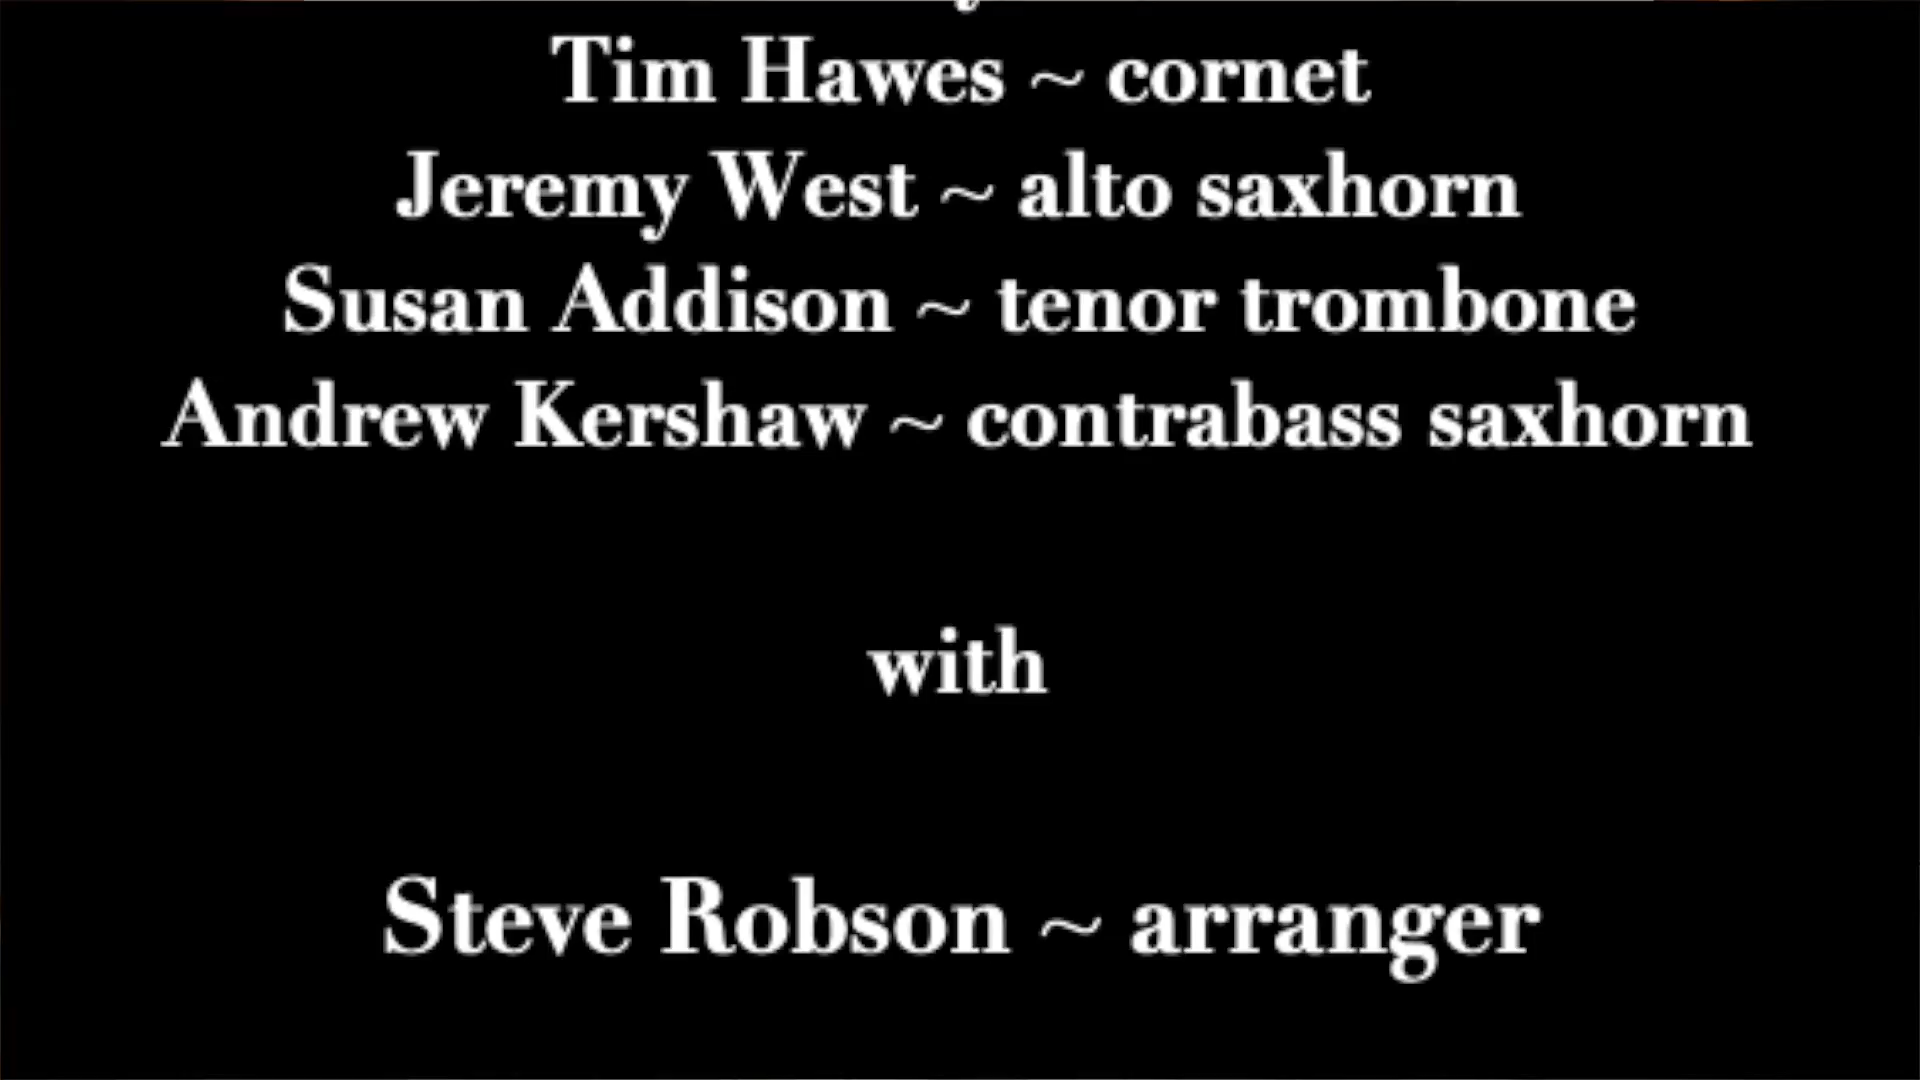 Tim Hawes ~ cornet
Jeremy West ~ alto saxhorn
Susan Addison ~ tenor trombone
Andrew Kershaw ~ contrabass saxhorn
with
Steve Robson ~ arranger